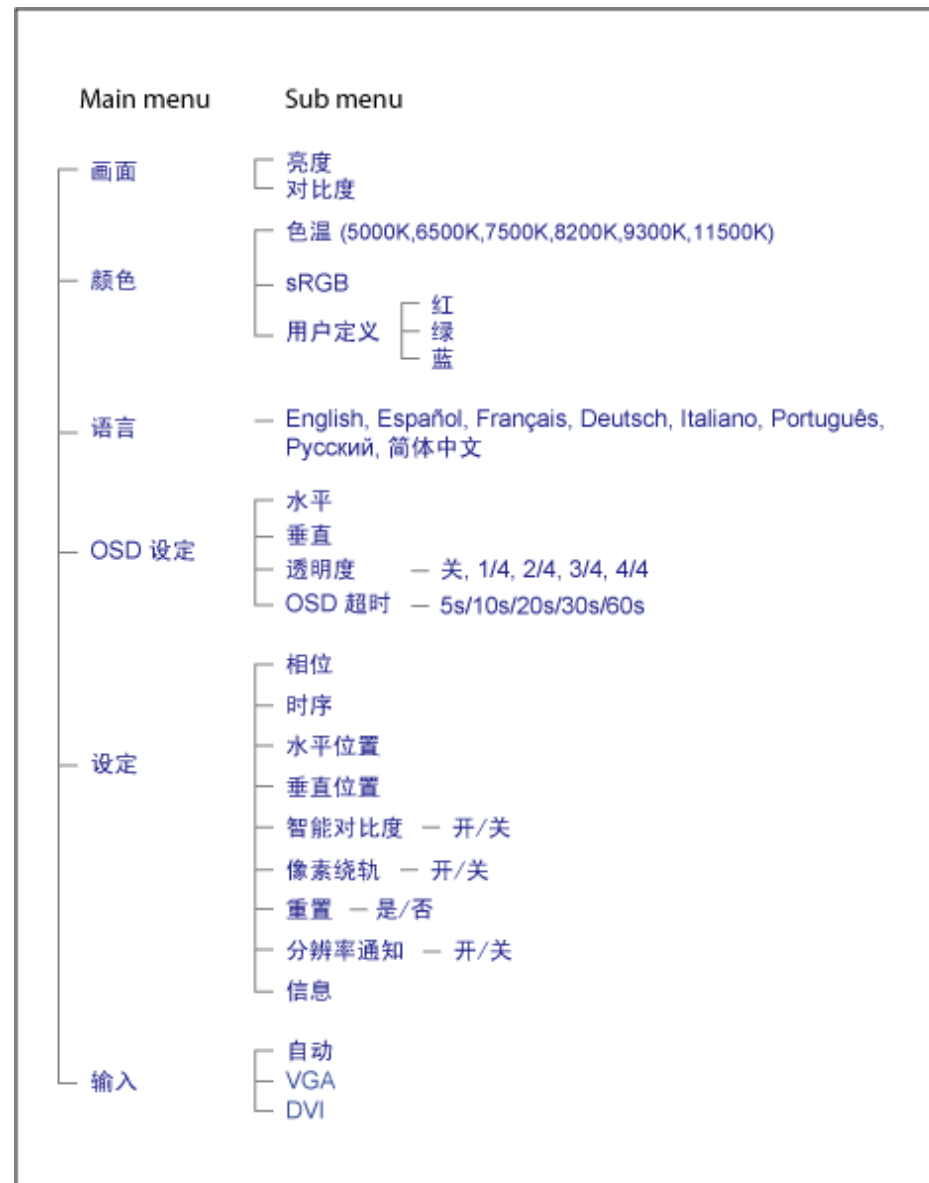 Main menu Sub menu
画面
亮度
对比度
颜色
色温 (5000K,6500K,7500K,8200K,9300K,11500K)
sRGB
用户定义
红
绿
蓝
语言
English, Español, Français, Deutsch, Italiano, Português,
Русский, 简体中文
OSD 设定
水平
垂直
透明度 — 关, 1/4, 2/4, 3/4, 4/4
OSD 超时 — 5s/10s/20s/30s/60s
设定
相位
时序
水平位置
垂直位置
智能对比度 — 开/关
像素绕轨 — 开/关
重置 — 是/否
分辨率通知 — 开/关
信息
输入
自动
VGA
DVI